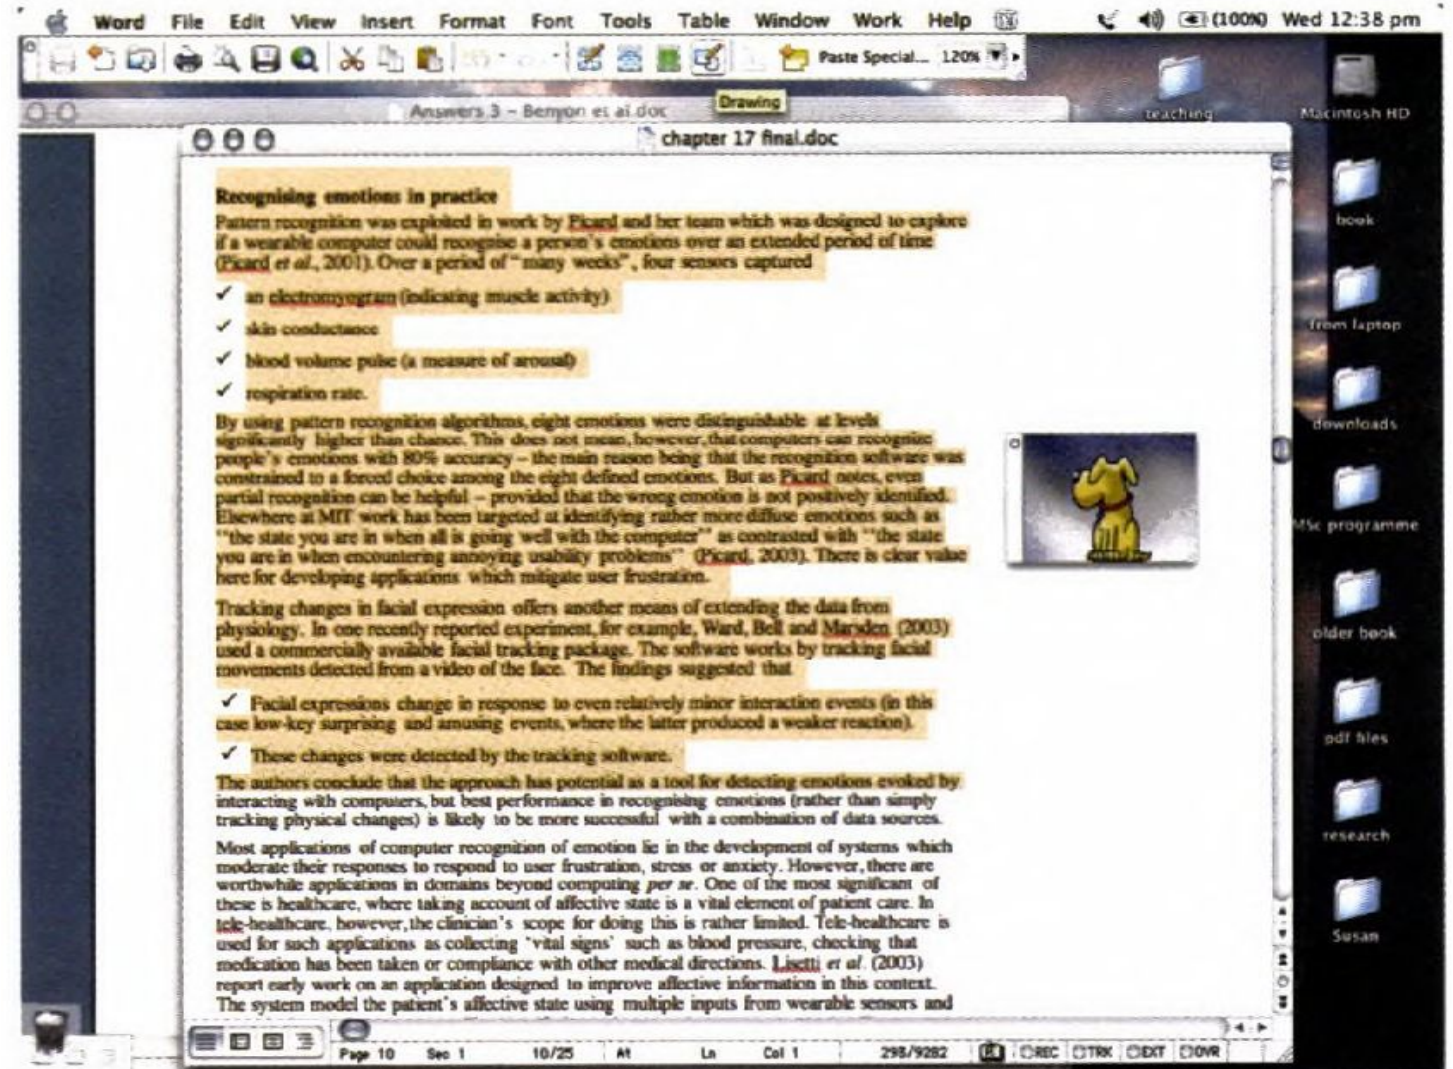 Word File Edit View Insert Format Font Tools Table Window Work Help (100%) Wed 12:38 pm
Paste Special... 120%
Drawing
Answers 3 - Benyon et al.doc
teaching
Macintosh HD
chapter 17 final.doc
Recognising emotions in practice
Pattern recognition was exploited in work by Picard and her team which was designed to explore
if a wearable computer could recognise a person's emotions over an extended period of time
(Picard et al., 2001). Over a period of "many weeks", four sensors captured
✓ an electromyogram (indicating muscle activity)
✓ skin conductance
✓ blood volume pulse (a measure of arousal)
✓ respiration rate.
By using pattern recognition algorithms, eight emotions were distinguishable at levels
significantly higher than chance. This does not mean, however, that computers can recognise
people's emotions with 80% accuracy – the main reason being that the recognition software was
constrained to a forced choice among the eight defined emotions. But as Picard notes, even
partial recognition can be helpful – provided that the wrong emotion is not positively identified.
Elsewhere at MIT work has been targeted at identifying rather more diffuse emotions such as
""the state you are in when all is going well with the computer"" as contrasted with ""the state
you are in when encountering annoying usability problems"" (Picard, 2003). There is clear value
here for developing applications which mitigate user frustration.
Tracking changes in facial expression offers another means of extending the data from
physiology. In one recently reported experiment, for example, Ward, Bell and Marsden (2003)
used a commercially available facial tracking package. The software works by tracking facial
movements detected from a video of the face. The findings suggested that
✓ Facial expressions change in response to even relatively minor interaction events (in this
case low-key surprising and amusing events, where the latter produced a weaker reaction).
✓ These changes were detected by the tracking software.
The authors conclude that the approach has potential as a tool for detecting emotions evoked by
interacting with computers, but best performance in recognising emotions (rather than simply
tracking physical changes) is likely to be more successful with a combination of data sources.
Most applications of computer recognition of emotion lie in the development of systems which
moderate their responses to respond to user frustration, stress or anxiety. However, there are
worthwhile applications in domains beyond computing per se. One of the most significant of
these is healthcare, where taking account of affective state is a vital element of patient care. In
tele-healthcare, however, the clinician's scope for doing this is rather limited. Tele-healthcare is
used for such applications as collecting 'vital signs' such as blood pressure, checking that
medication has been taken or compliance with other medical directions. Lisetti et al. (2003)
report early work on an application designed to improve affective information in this context.
The system model the patient's affective state using multiple inputs from wearable sensors and
book
from laptop
downloads
MSc programme
older book
pdf files
research
Susan
Page 10 Sec 1 10/25 At Ln Col 1 293/9282 REC TRK EXT OVR